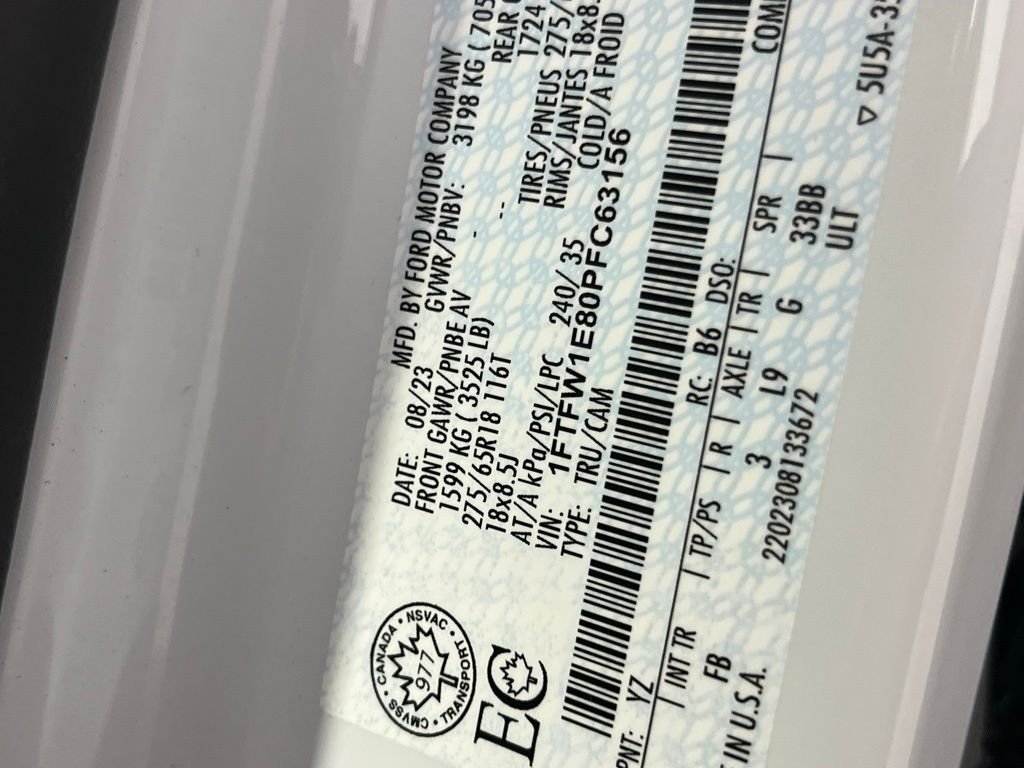 CMVSS • CANADA • NSVAC • TRANSPORT •
977
EC
DATE: 08/23 MFD. BY FORD MOTOR COMPANY
FRONT GAWR/PNBE AV GVWR/PNBV: 3198 KG ( 705
1599 KG ( 3525 LB) - -- REAR
275/65R18 116T 1724
18x8.5J TIRES/PNEUS 275/
RIMS/JANTES 18x8.
AT/A kPa/PSI/LPC 240/ 35 COLD/A FROID
VIN: 1FTFW1E80PFC63156
TYPE: TRU/CAM
PNT: YZ RC: B6 DSO:
INT TR | TP/PS | R | AXLE | TR | SPR |
FB 3 L9 G 33BB
IN U.S.A. 2202308133672 ULT
▽ 5U5A-35